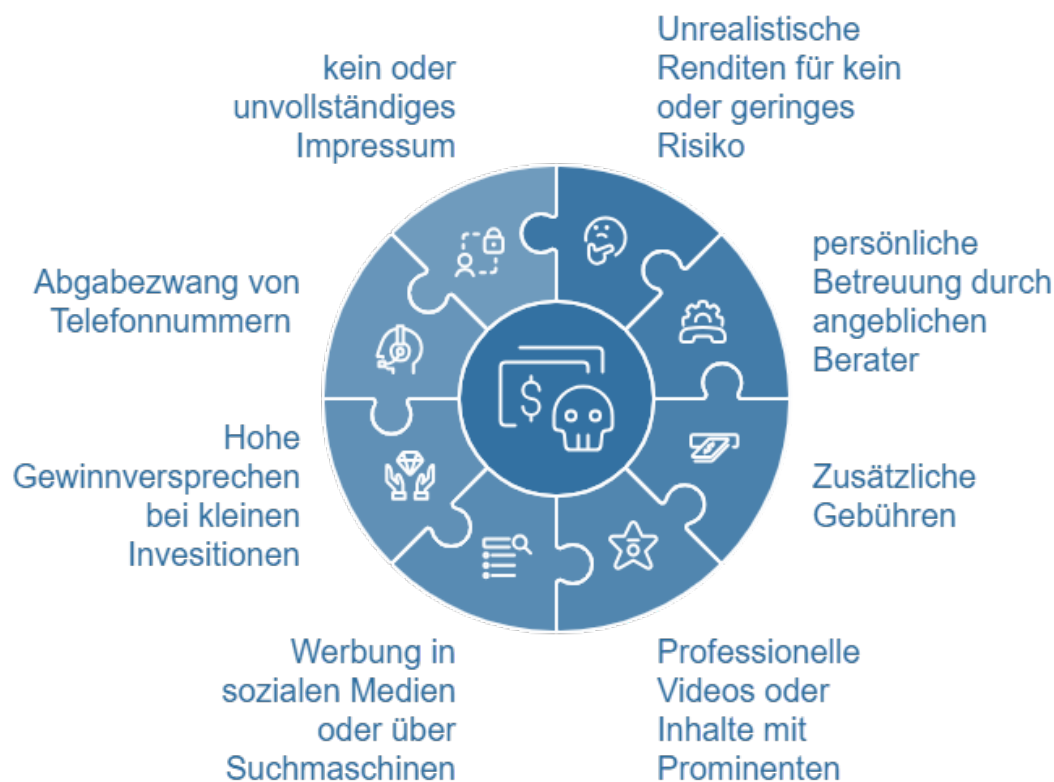 kein oder
unvollständiges
Impressum
Unrealistische
Renditen für kein
oder geringes
Risiko
persönliche
Betreuung durch
angeblichen
Berater
Zusätzliche
Gebühren
Professionelle
Videos oder
Inhalte mit
Prominenten
Werbung in
sozialen Medien
oder über
Suchmaschinen
Hohe
Gewinnversprechen
bei kleinen
Invesitionen
Abgabezwang von
Telefonnummern
$